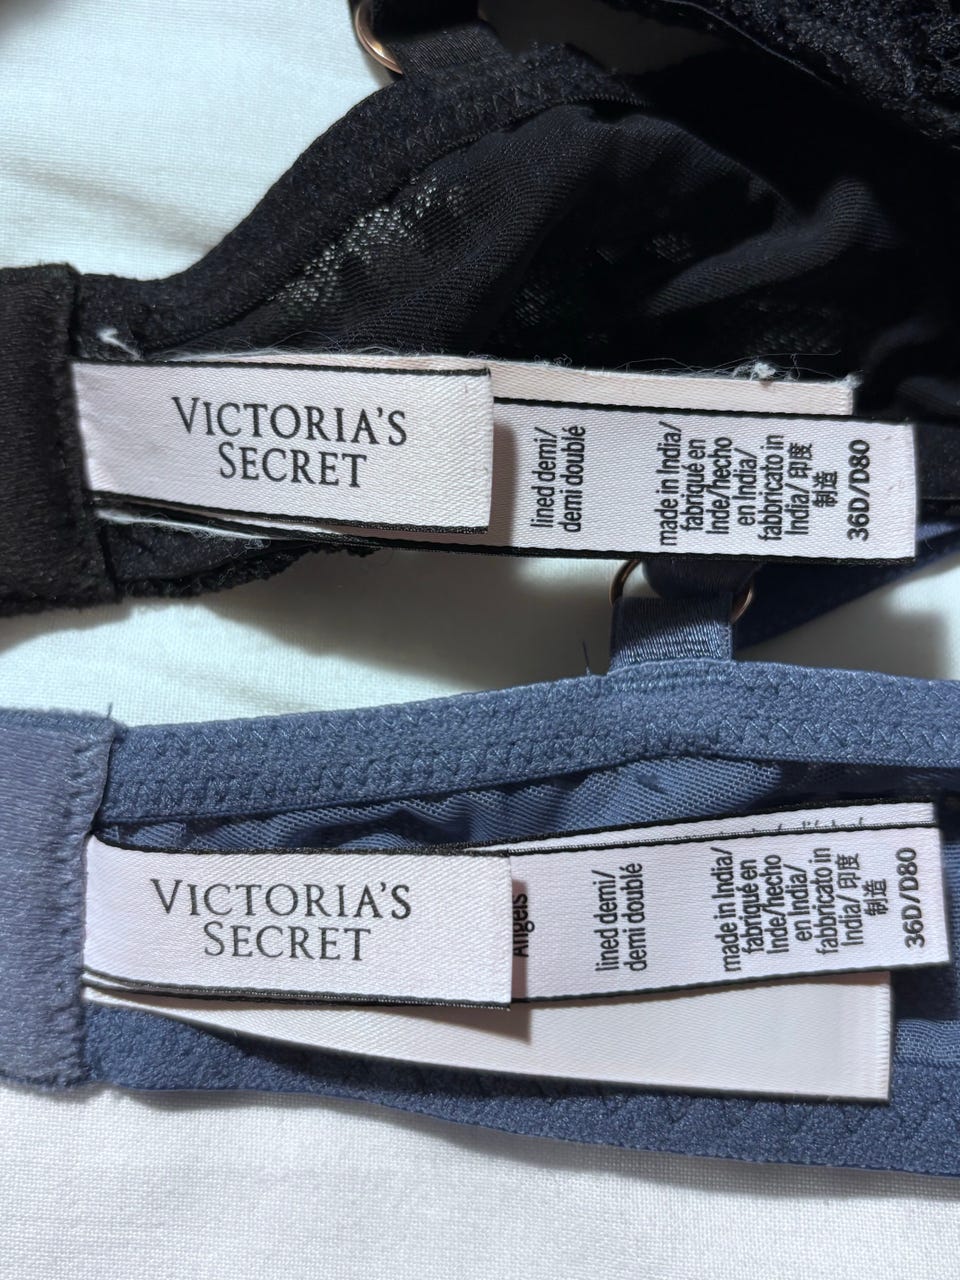 VICTORIA'S
SECRET
lined demi/
demi doublé
made in India/
fabriqué en
Inde/hecho
en India/
fabbricato in
India/ 印度
制造
36D/D80
VICTORIA'S
SECRET
Angels
lined demi/
demi doublé
made in India/
fabriqué en
Inde/hecho
en India/
fabbricato in
India/ 印度
制造
36D/D80